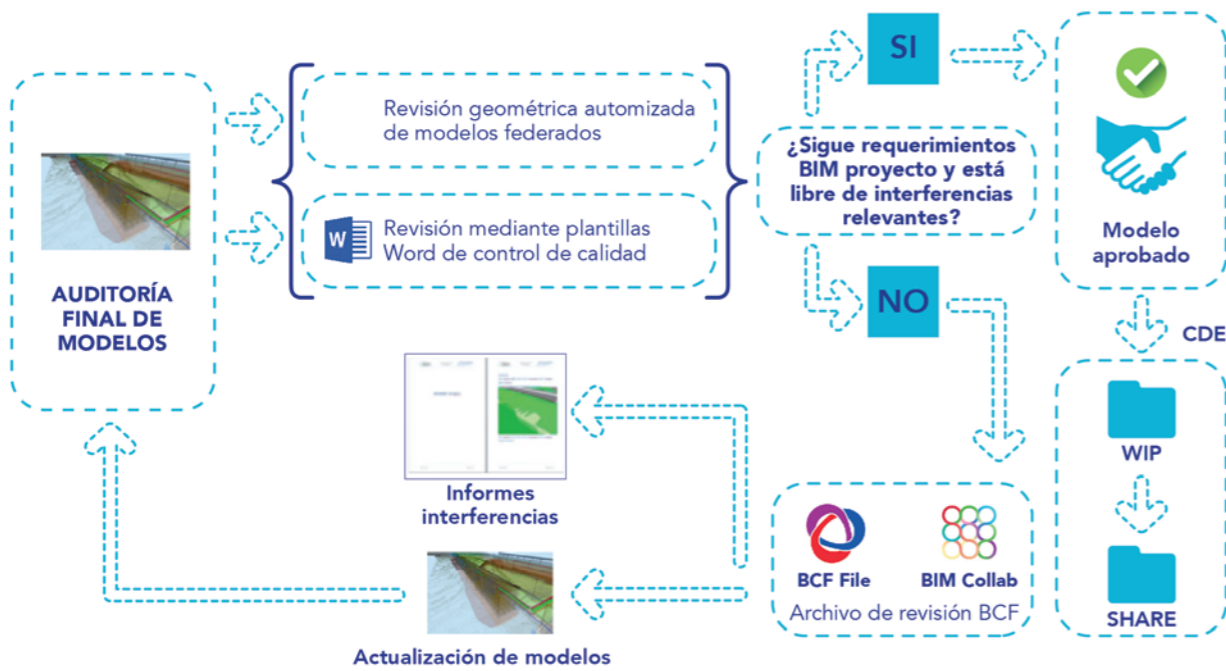 AUDITORÍA
FINAL DE
MODELOS
Revisión geométrica automizada
de modelos federados
W
Revisión mediante plantillas
Word de control de calidad
SI
¿Sigue requerimientos
BIM proyecto y está
libre de interferencias
relevantes?
NO
Modelo
aprobado
CDE
WIP
SHARE
BCF File
BIM Collab
Archivo de revisión BCF
Informes
interferencias
Actualización de modelos